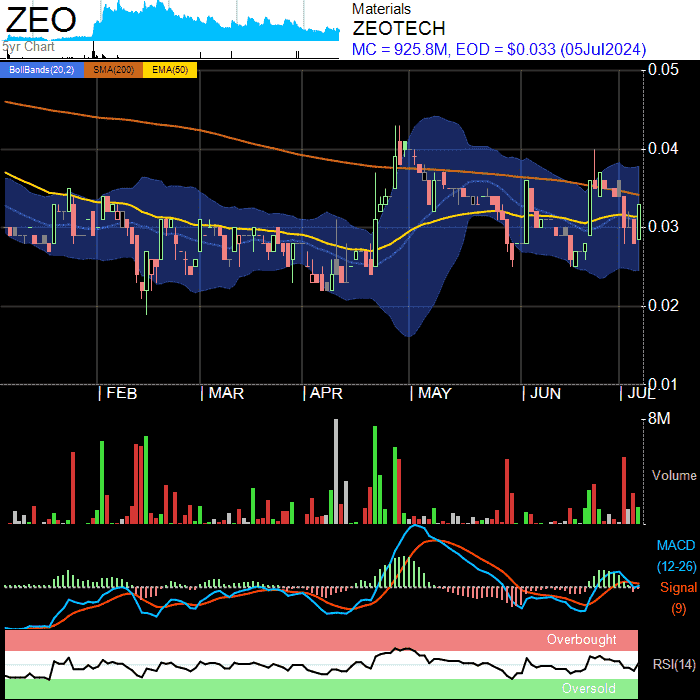 ZEO
5yr Chart
Materials
ZEOTECH
MC = 925.8M, EOD = $0.033 (05Jul2024)
BollBands(20,2) SMA(200) EMA(50)
0.05
0.04
0.03
0.02
0.01
| FEB | MAR | APR | MAY | JUN | JUL
8M
Volume
MACD
(12-26)
Signal
(9)
Overbought
RSI(14)
Oversold